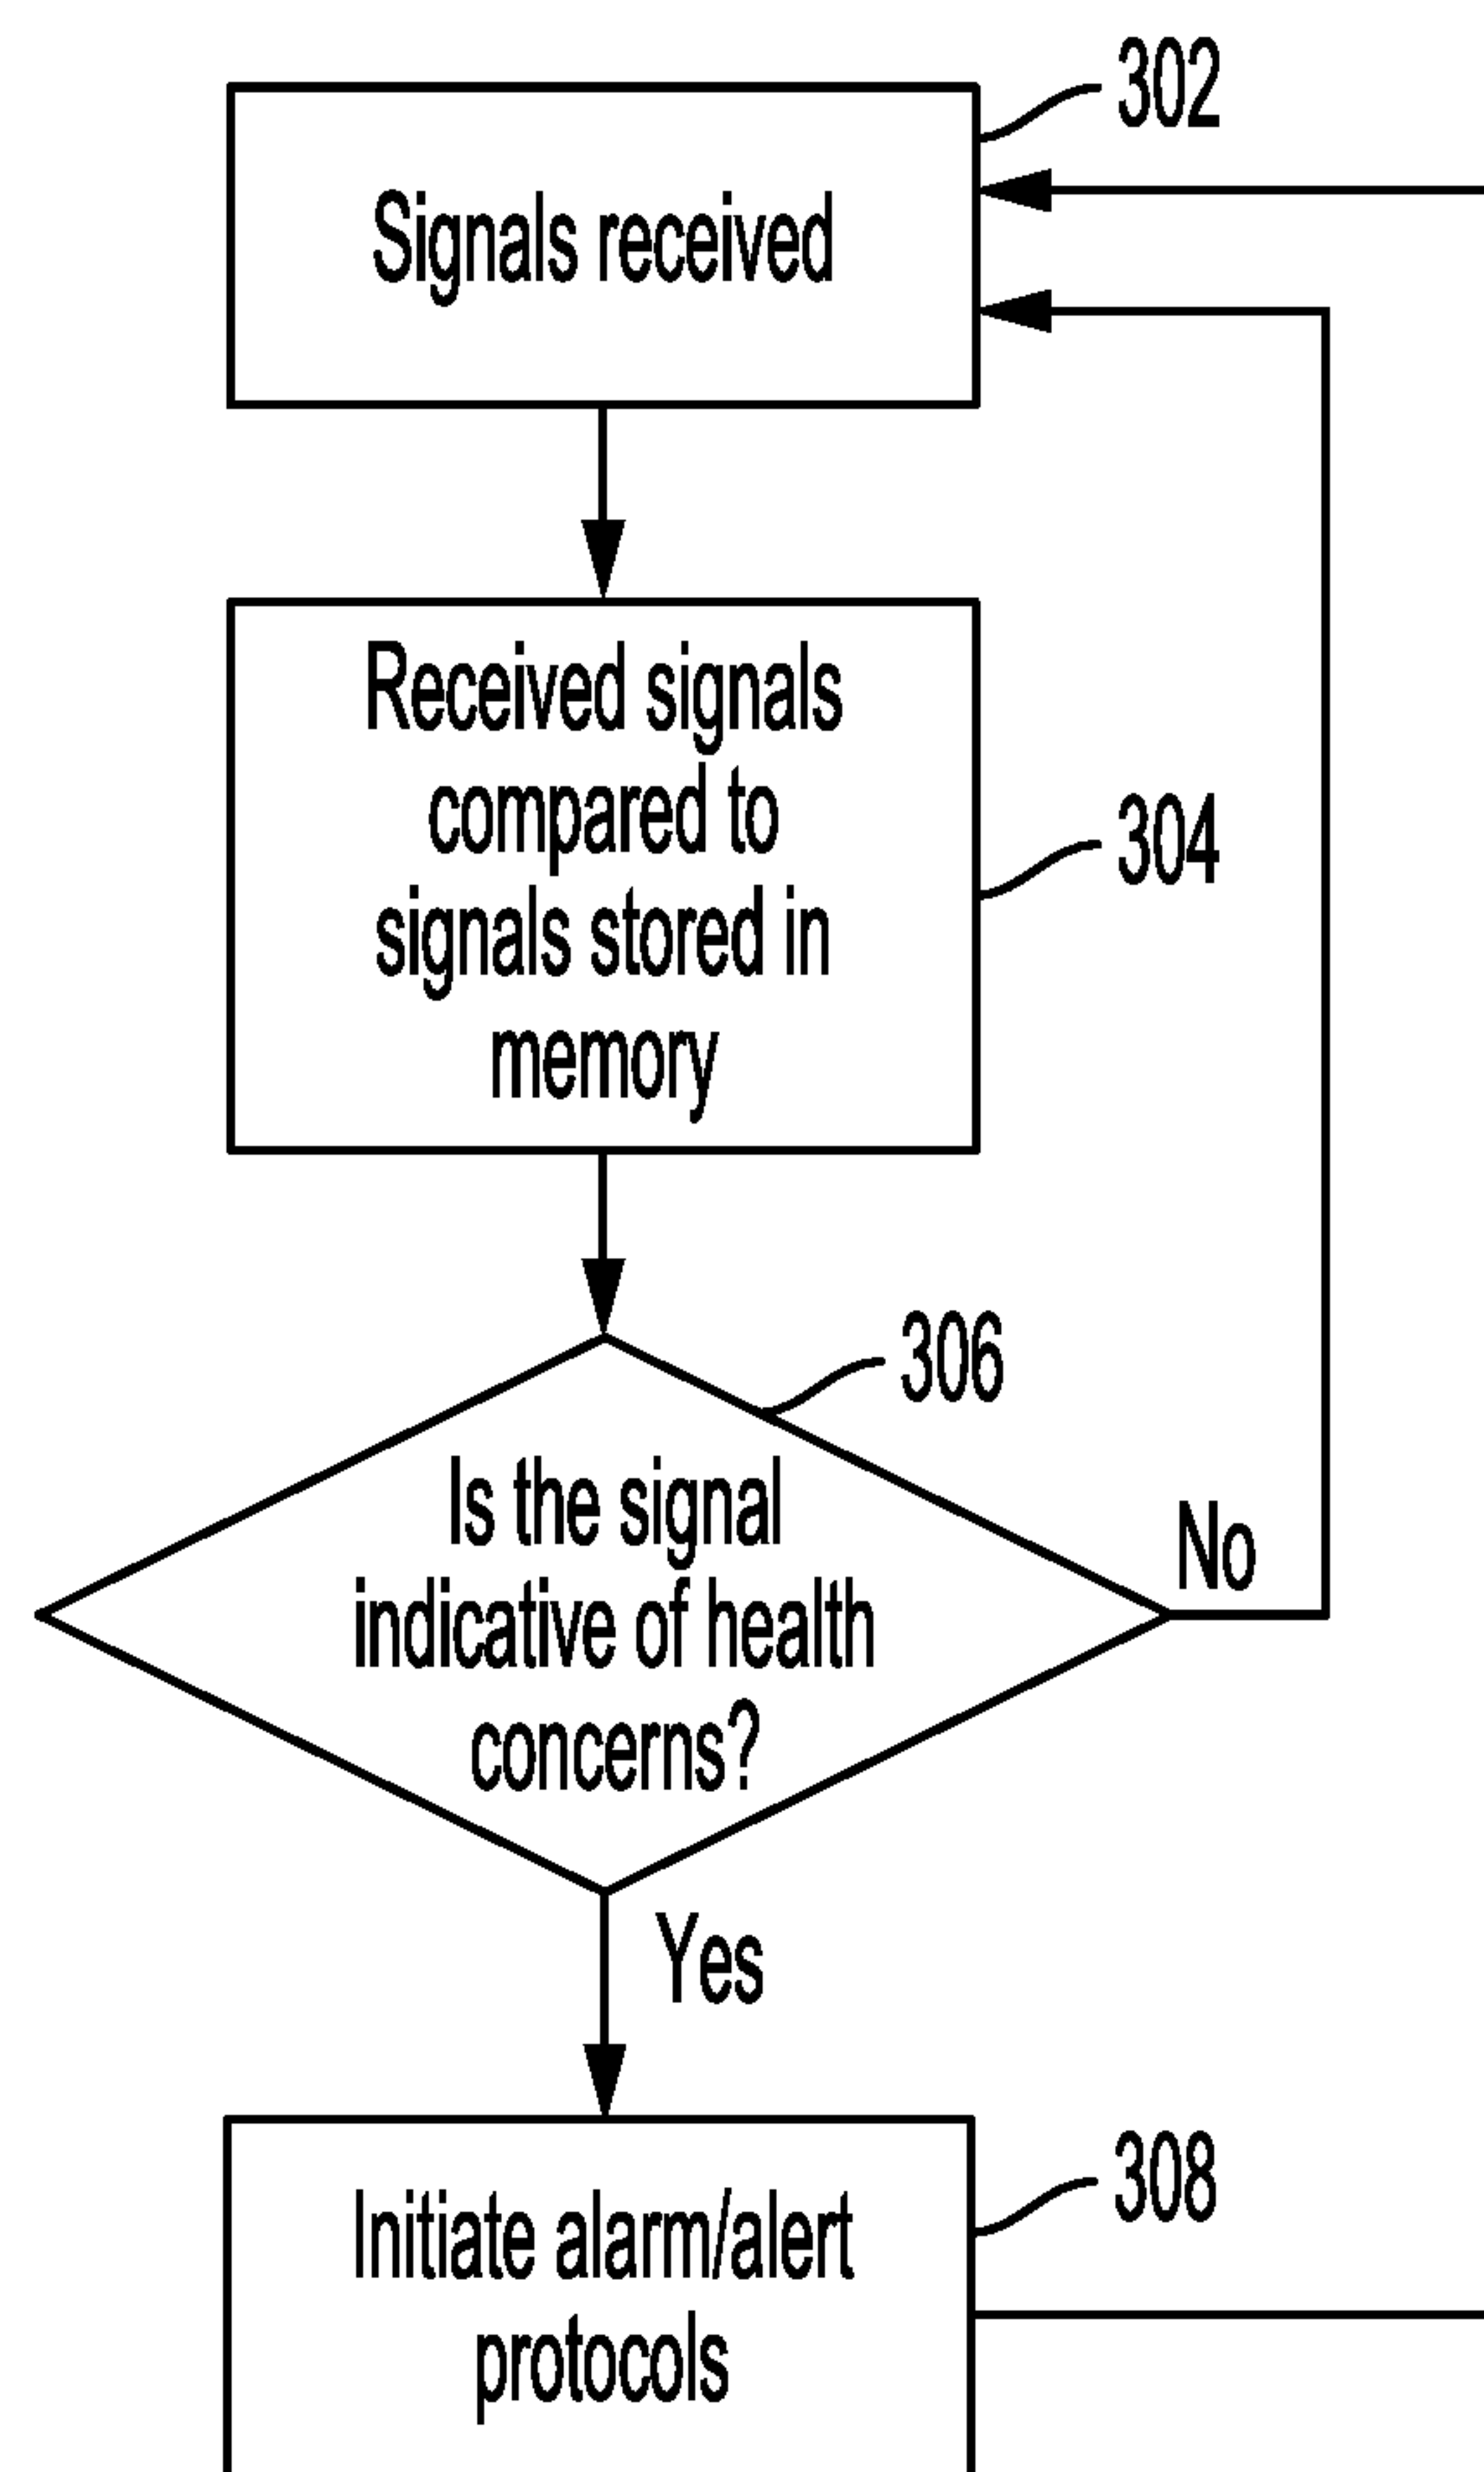 302
Signals received
Received signals
compared to
signals stored in
memory
304
306
Is the signal
indicative of health
concerns?
No
Yes
308
Initiate alarm/alert
protocols